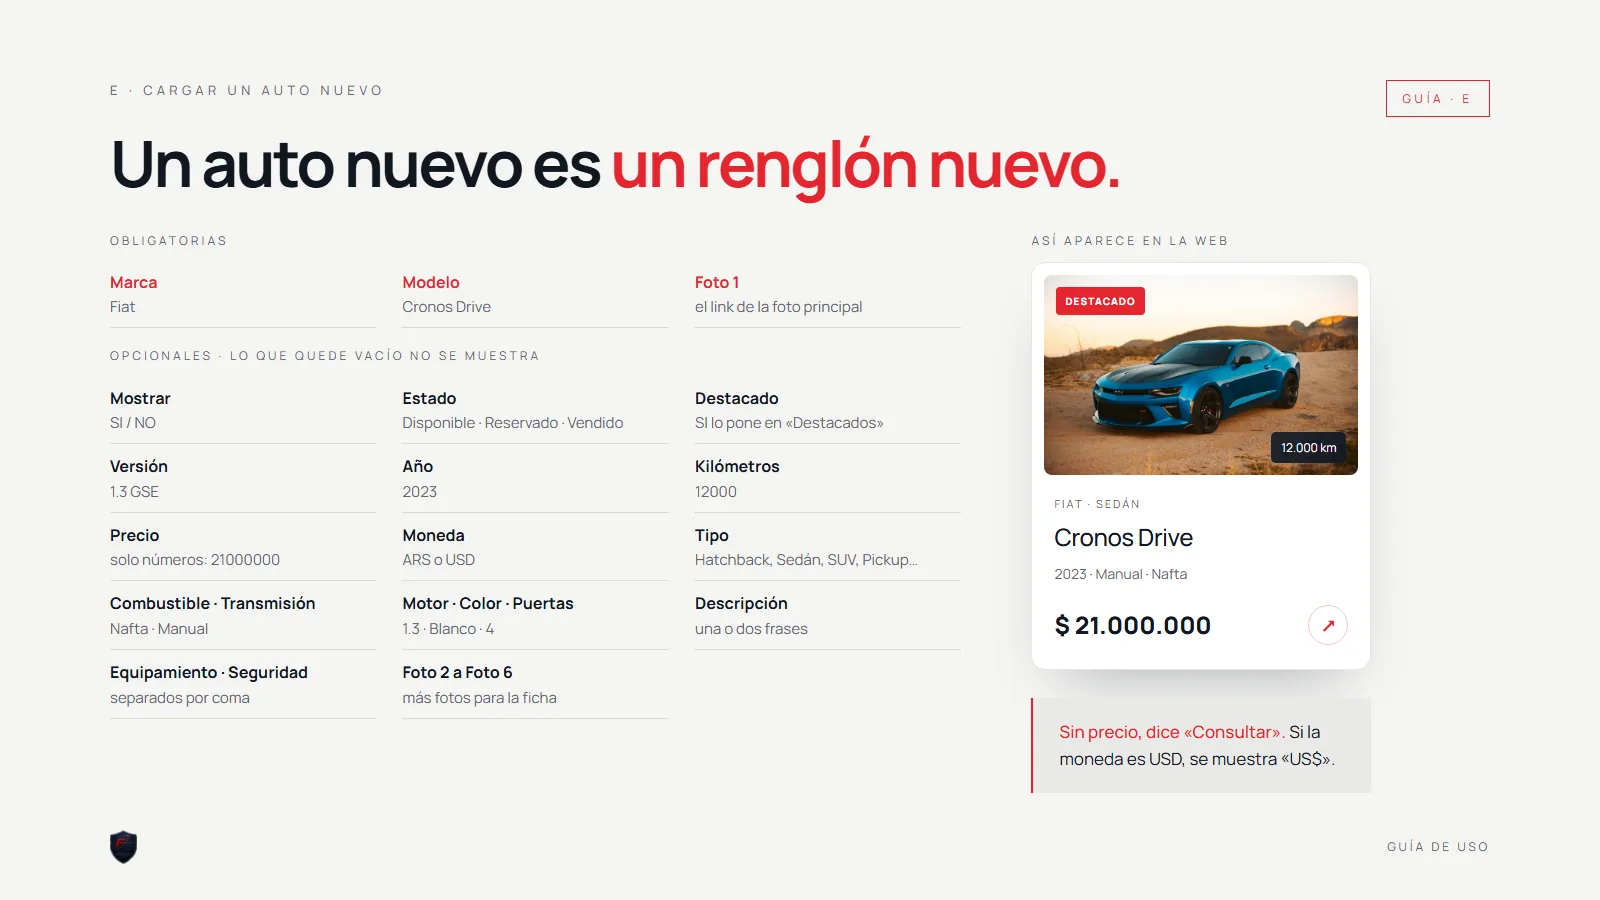 E · CARGAR UN AUTO NUEVO
GUÍA · E
Un auto nuevo es un renglón nuevo.
OBLIGATORIAS
Marca
Fiat
Modelo
Cronos Drive
Foto 1
el link de la foto principal
OPCIONALES · LO QUE QUEDE VACÍO NO SE MUESTRA
Mostrar
SI / NO
Estado
Disponible · Reservado · Vendido
Destacado
SI lo pone en «Destacados»
Versión
1.3 GSE
Año
2023
Kilómetros
12000
Precio
solo números: 21000000
Moneda
ARS o USD
Tipo
Hatchback, Sedán, SUV, Pickup...
Combustible · Transmisión
Nafta · Manual
Motor · Color · Puertas
1.3 · Blanco · 4
Descripción
una o dos frases
Equipamiento · Seguridad
separados por coma
Foto 2 a Foto 6
más fotos para la ficha
ASÍ APARECE EN LA WEB
DESTACADO
12.000 km
FIAT · SEDÁN
Cronos Drive
2023 · Manual · Nafta
$ 21.000.000
Sin precio, dice «Consultar». Si la
moneda es USD, se muestra «US$».
GUÍA DE USO